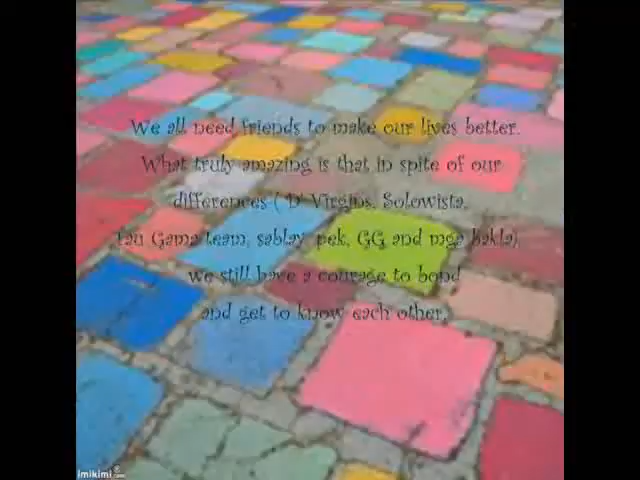 We all need friends to make our lives better.
What truly amazing is that in spite of our
differences ( D' Virgins, Solowista,
Tau Gama team, sablay, pek, GG and mga bakla)
we still have a courage to bond
and get to know each other.
imikimi.com